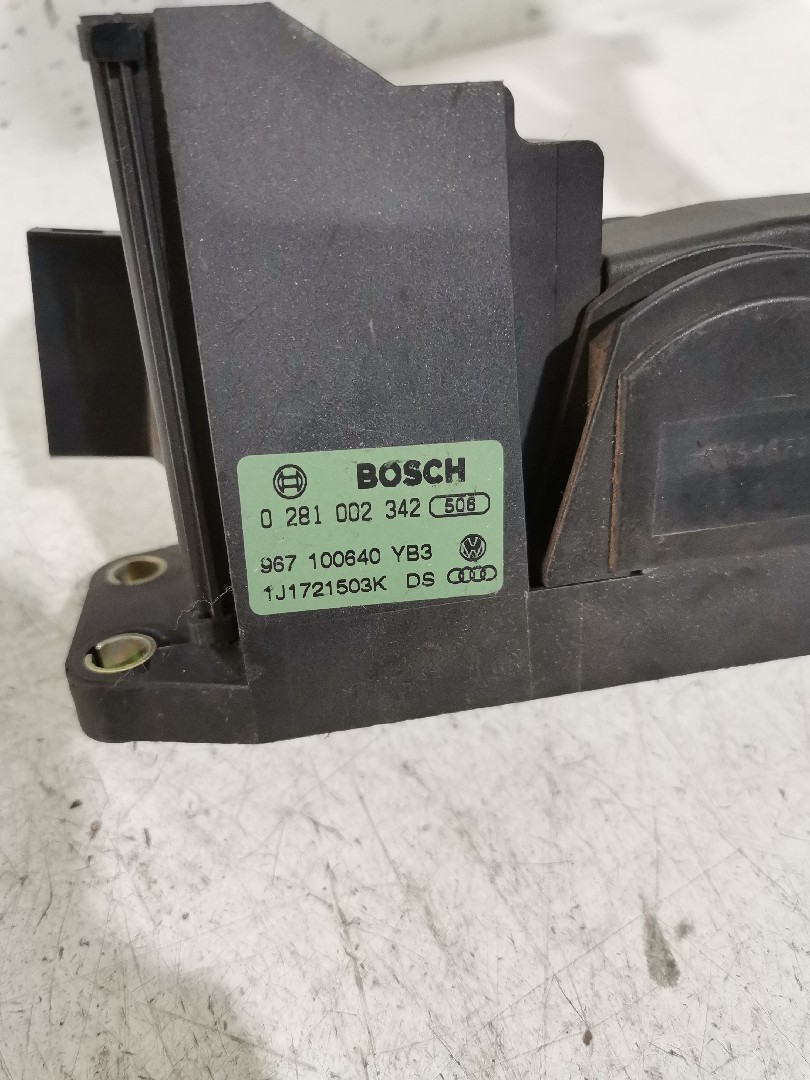 BOSCH
0 281 002 342 506
967 100640 YB3
1J1721503K DS